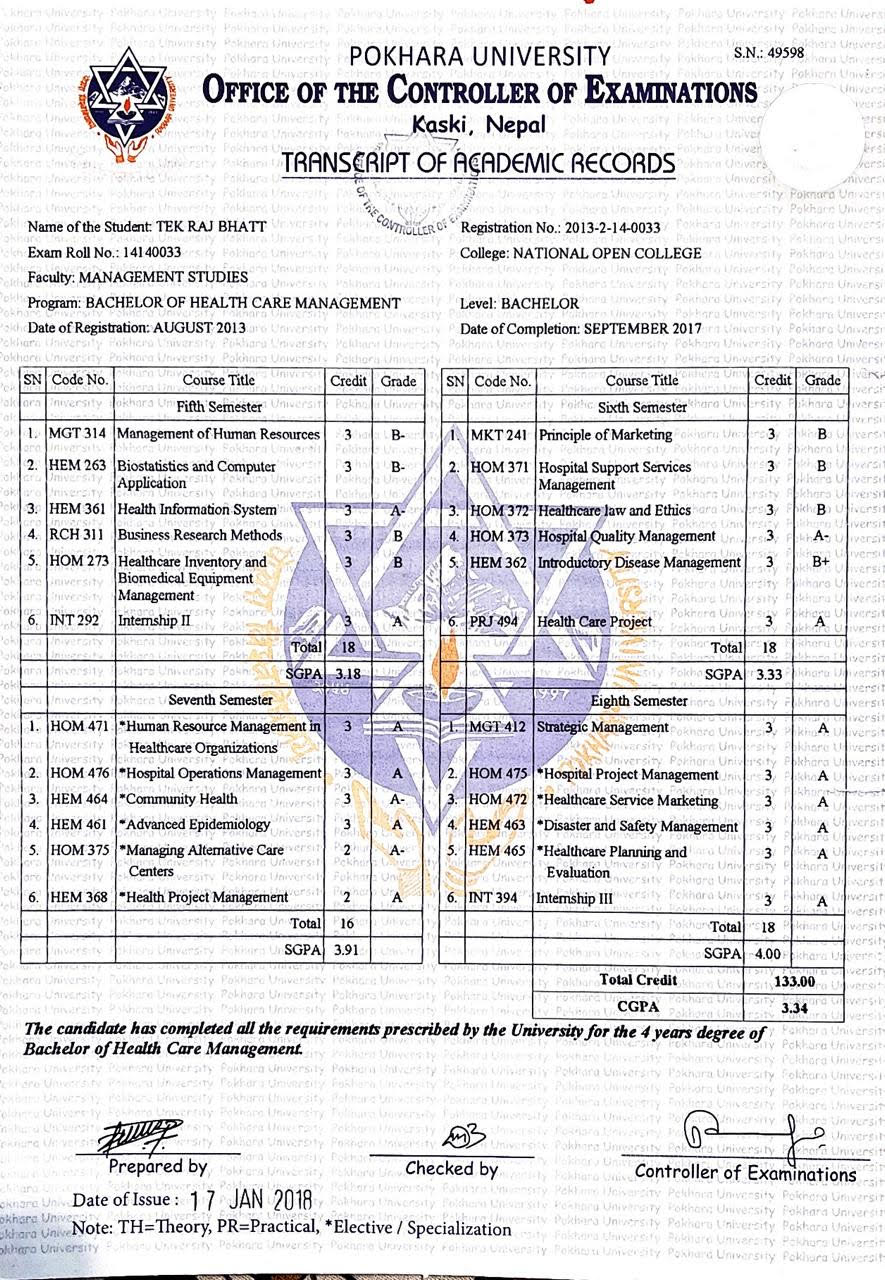 POKHARA UNIVERSITY
S.N.: 49598
OFFICE OF THE CONTROLLER OF EXAMINATIONS
Kaski, Nepal
TRANSCRIPT OF ACADEMIC RECORDS
Name of the Student: TEK RAJ BHATT
Registration No.: 2013-2-14-0033
Exam Roll No.: 14140033
College: NATIONAL OPEN COLLEGE
Faculty: MANAGEMENT STUDIES
Program: BACHELOR OF HEALTH CARE MANAGEMENT
Level: BACHELOR
Date of Registration: AUGUST 2013
Date of Completion: SEPTEMBER 2017
SN Code No. Course Title Credit Grade
Fifth Semester
1. MGT 314 Management of Human Resources 3 B-
2. HEM 263 Biostatistics and Computer 3 B-
Application
3. HEM 361 Health Information System 3 A-
4. RCH 311 Business Research Methods 3 B
5. HOM 273 Healthcare Inventory and 3 B
Biomedical Equipment
Management
6. INT 292 Internship II 3 A
Total 18
SGPA 3.18
Seventh Semester
1. HOM 471 *Human Resource Management in 3 A
Healthcare Organizations
2. HOM 476 *Hospital Operations Management 3 A
3. HEM 464 *Community Health 3 A-
4. HEM 461 *Advanced Epidemiology 3 A
5. HOM 375 *Managing Alternative Care 2 A-
Centers
6. HEM 368 *Health Project Management 2 A
Total 16
SGPA 3.91
SN Code No. Course Title Credit Grade
Sixth Semester
1. MKT 241 Principle of Marketing 3 B
2. HOM 371 Hospital Support Services 3 B
Management
3. HOM 372 Healthcare law and Ethics 3 B
4. HOM 373 Hospital Quality Management 3 A-
5. HEM 362 Introductory Disease Management 3 B+
6. PRJ 494 Health Care Project 3 A
Total 18
SGPA 3.33
Eighth Semester
1. MGT 412 Strategic Management 3 A
2. HOM 475 *Hospital Project Management 3 A
3. HOM 472 *Healthcare Service Marketing 3 A
4. HEM 463 *Disaster and Safety Management 3 A
5. HEM 465 *Healthcare Planning and 3 A
Evaluation
6. INT 394 Internship III 3 A
Total 18
SGPA 4.00
Total Credit 133.00
CGPA 3.34
The candidate has completed all the requirements prescribed by the University for the 4 years degree of
Bachelor of Health Care Management.
Prepared by
Checked by
Controller of Examinations
Date of Issue : 17 JAN 2018
Note: TH=Theory, PR=Practical, *Elective / Specialization